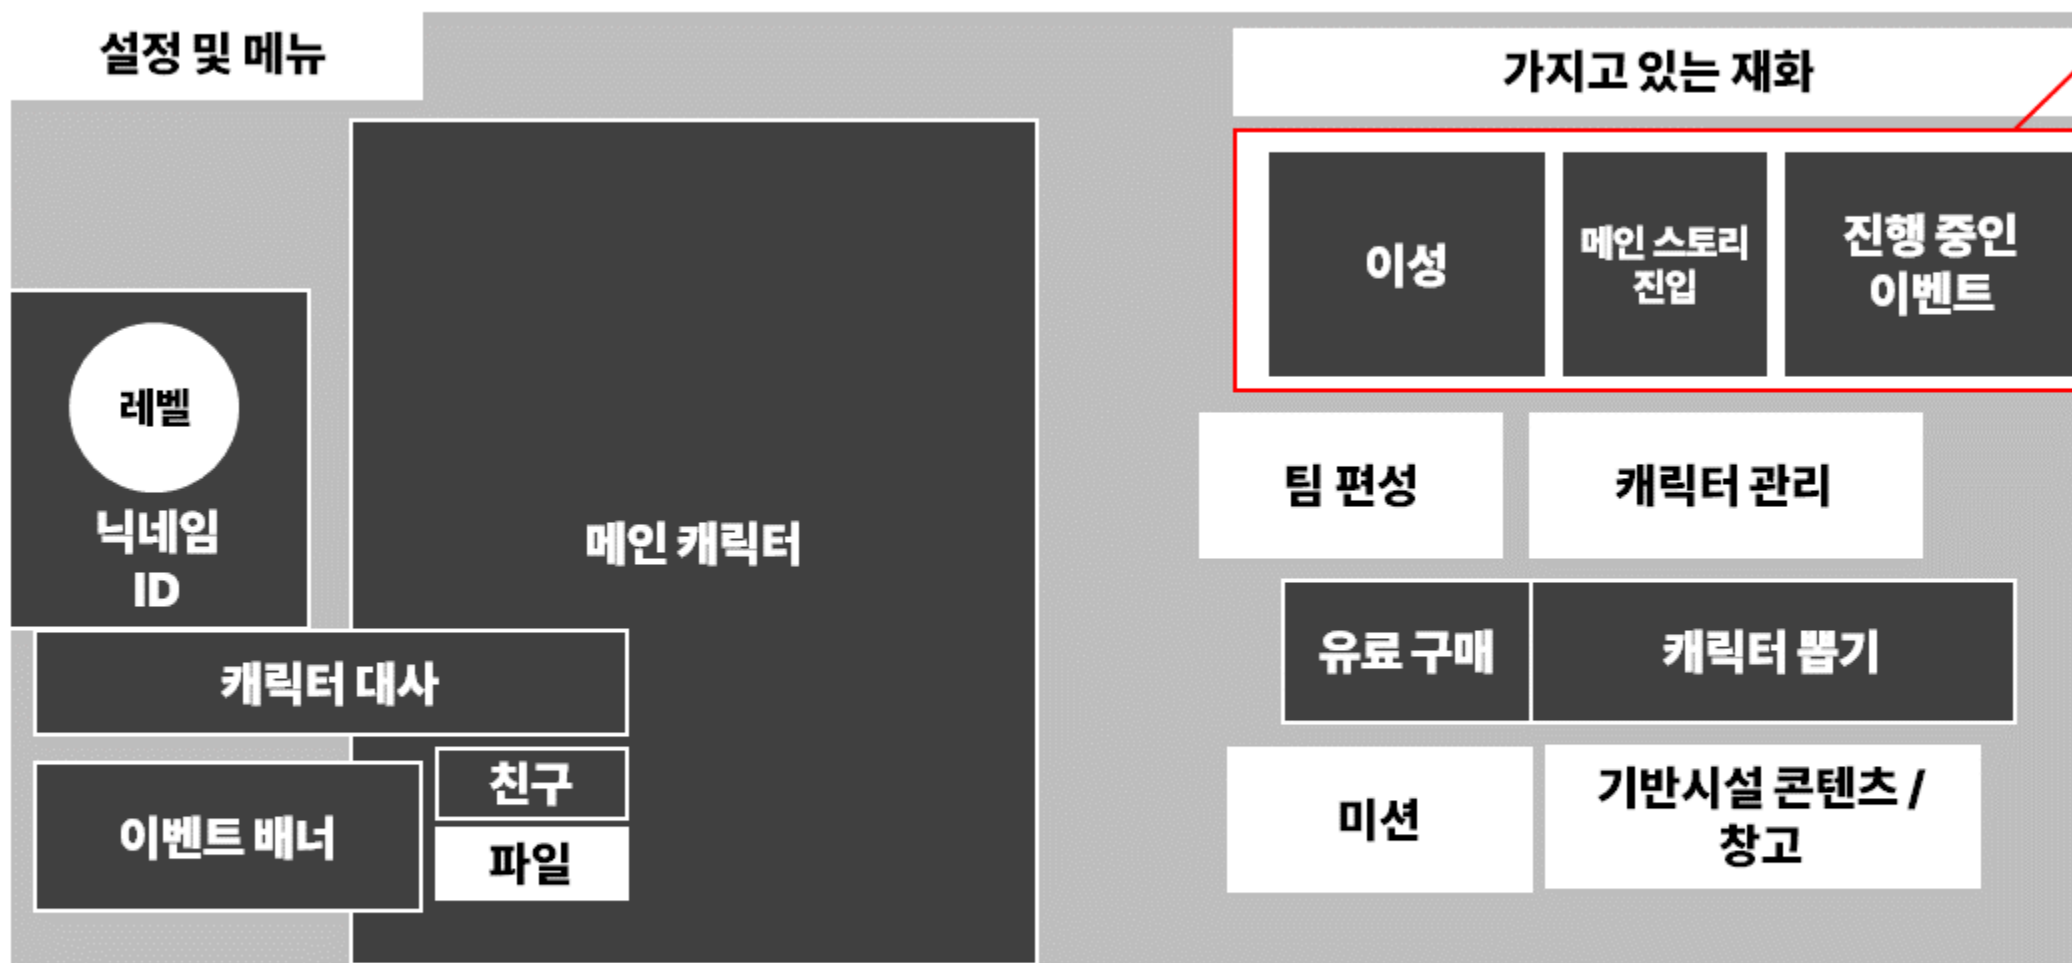 설정 및 메뉴
가지고 있는 재화
이성
메인 스토리
진입
진행 중인
이벤트
레벨
닉네임
ID
메인 캐릭터
팀 편성
캐릭터 관리
유료 구매
캐릭터 뽑기
캐릭터 대사
친구
파일
이벤트 배너
미션
기반시설 콘텐츠 /
창고